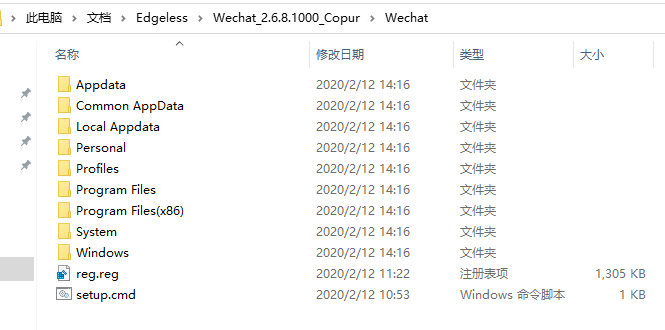 此电脑 > 文档 > Edgeless > Wechat_2.6.8.1000_Copur > Wechat
名称 修改日期 类型 大小
Appdata 2020/2/12 14:16 文件夹
Common AppData 2020/2/12 14:16 文件夹
Local Appdata 2020/2/12 14:16 文件夹
Personal 2020/2/12 14:16 文件夹
Profiles 2020/2/12 14:16 文件夹
Program Files 2020/2/12 14:16 文件夹
Program Files(x86) 2020/2/12 14:16 文件夹
System 2020/2/12 14:16 文件夹
Windows 2020/2/12 14:16 文件夹
reg.reg 2020/2/12 11:22 注册表项 1,305 KB
setup.cmd 2020/2/12 10:53 Windows 命令脚本 1 KB